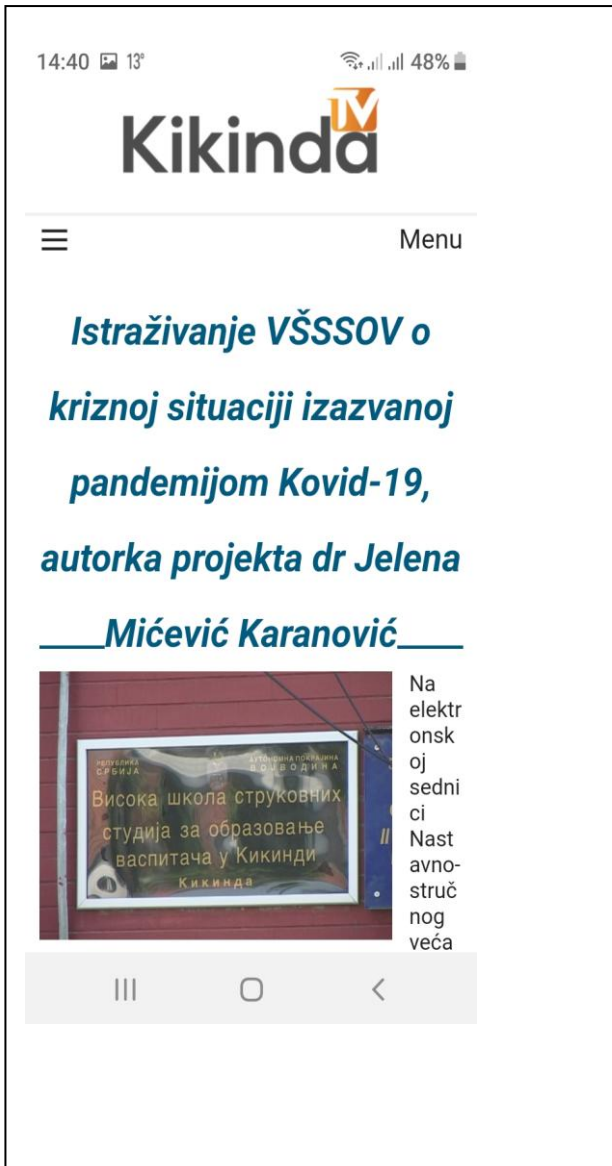 14:40 13° 48%
Kikinda TV
Menu
Istraživanje VŠSSOV o
kriznoj situaciji izazvanoj
pandemijom Kovid-19,
autorka projekta dr Jelena
Mićević Karanović
РЕПУБЛИКА СРБИЈА
АУТОНОМНА ПОКРАЈИНА ВОЈВОДИНА
Висока школа струковних
студија за образовање
васпитача у Кикинди
Кикинда
Na
elektr
onsk
oj
sedni
ci
Nast
avno-
struč
nog
veća